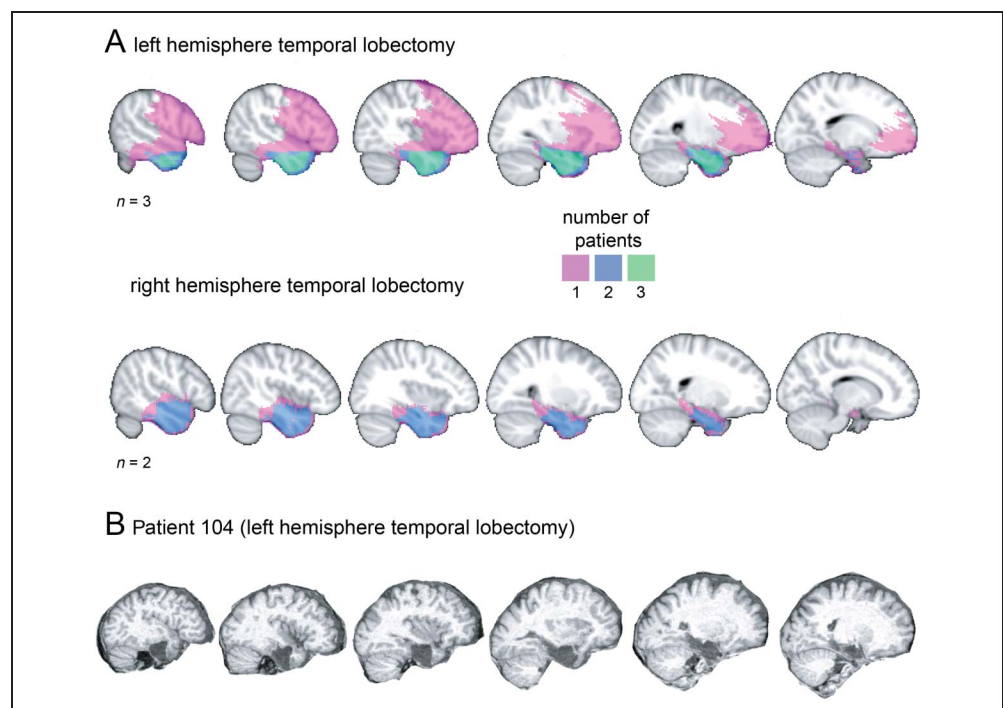 A left hemisphere temporal lobectomy
n = 3
number of
patients
1 2 3
right hemisphere temporal lobectomy
n = 2
B Patient 104 (left hemisphere temporal lobectomy)